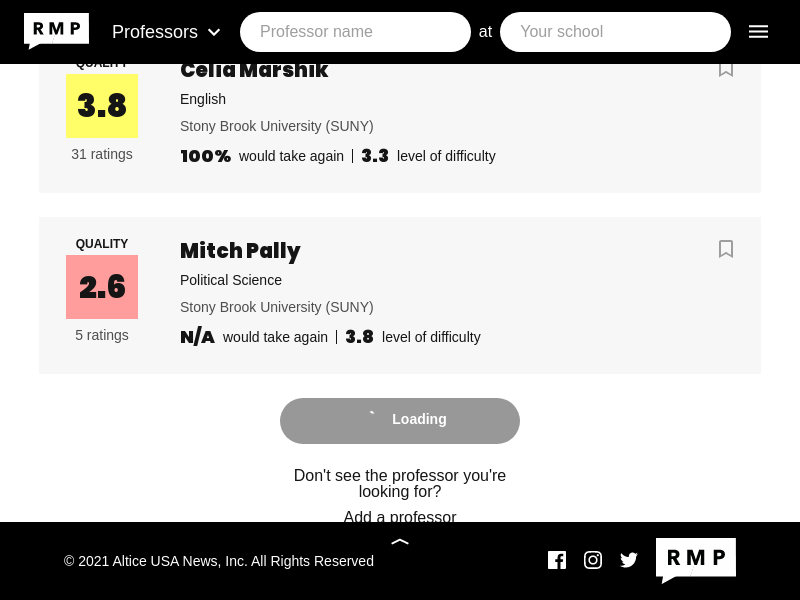 RMP Professors Professor name at Your school
QUALITY
Celia Marshik
3.8
English
Stony Brook University (SUNY)
31 ratings
100% would take again | 3.3 level of difficulty
QUALITY
Mitch Pally
2.6
Political Science
Stony Brook University (SUNY)
5 ratings
N/A would take again | 3.8 level of difficulty
Loading
Don't see the professor you're
looking for?
Add a professor
© 2021 Altice USA News, Inc. All Rights Reserved
RMP